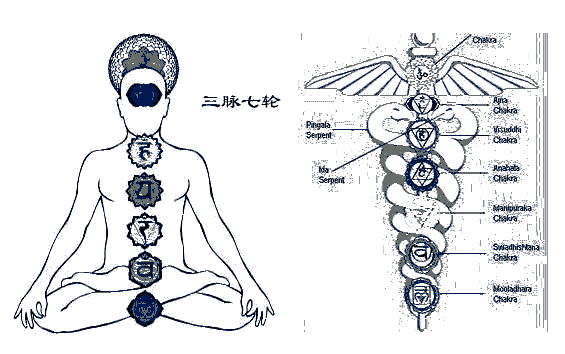 三脉七轮
हं
यं
रं
वं
Chakra
ॐ
Ajna
Chakra
Pingala
Serpent
Visuddhi
Chakra
Ida
Serpent
Anahata
Chakra
Manipuraka
Chakra
Swadhishtana
Chakra
Mooladhara
Chakra